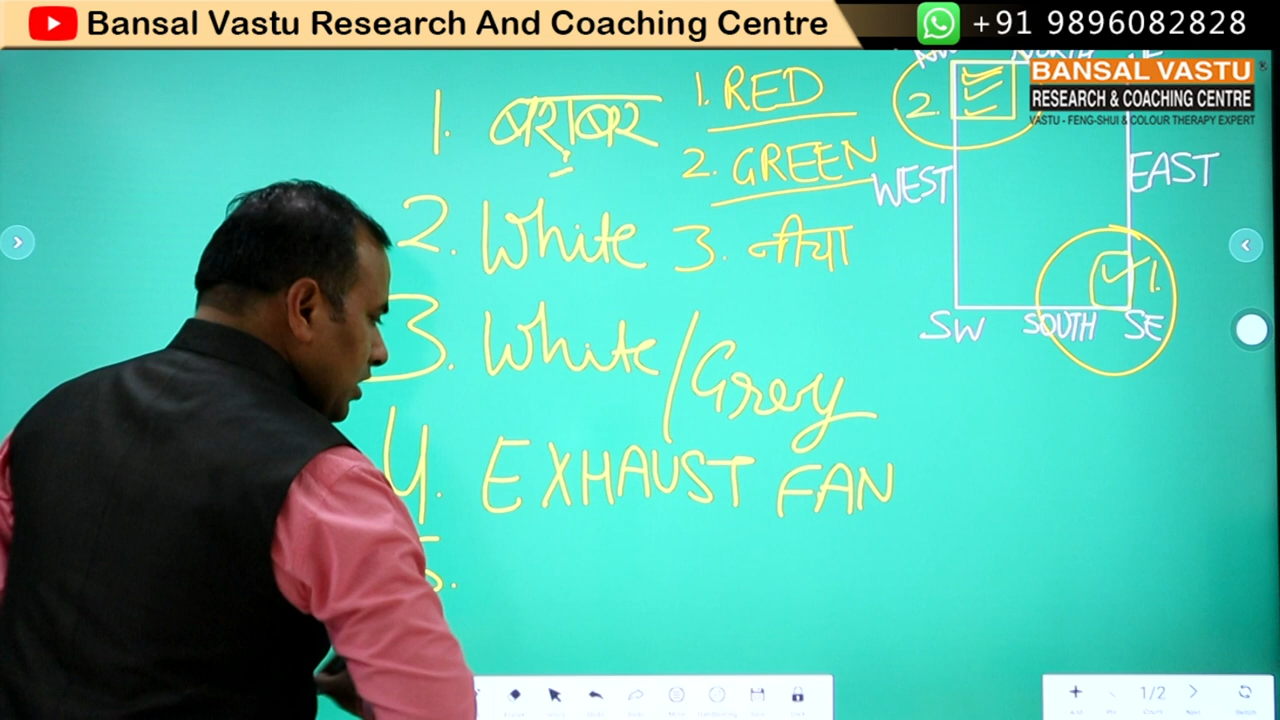 Bansal Vastu Research And Coaching Centre
+91 9896082828
BANSAL VASTU
RESEARCH & COACHING CENTRE
VASTU - FENG-SHUI & COLOUR THERAPY EXPERT
1. बराबर
2. White
3. White/Grey
4. EXHAUST FAN
5.
1. RED
2. GREEN
3. नीचा
2.
WEST
EAST
1.
SW SOUTH SE
1/2